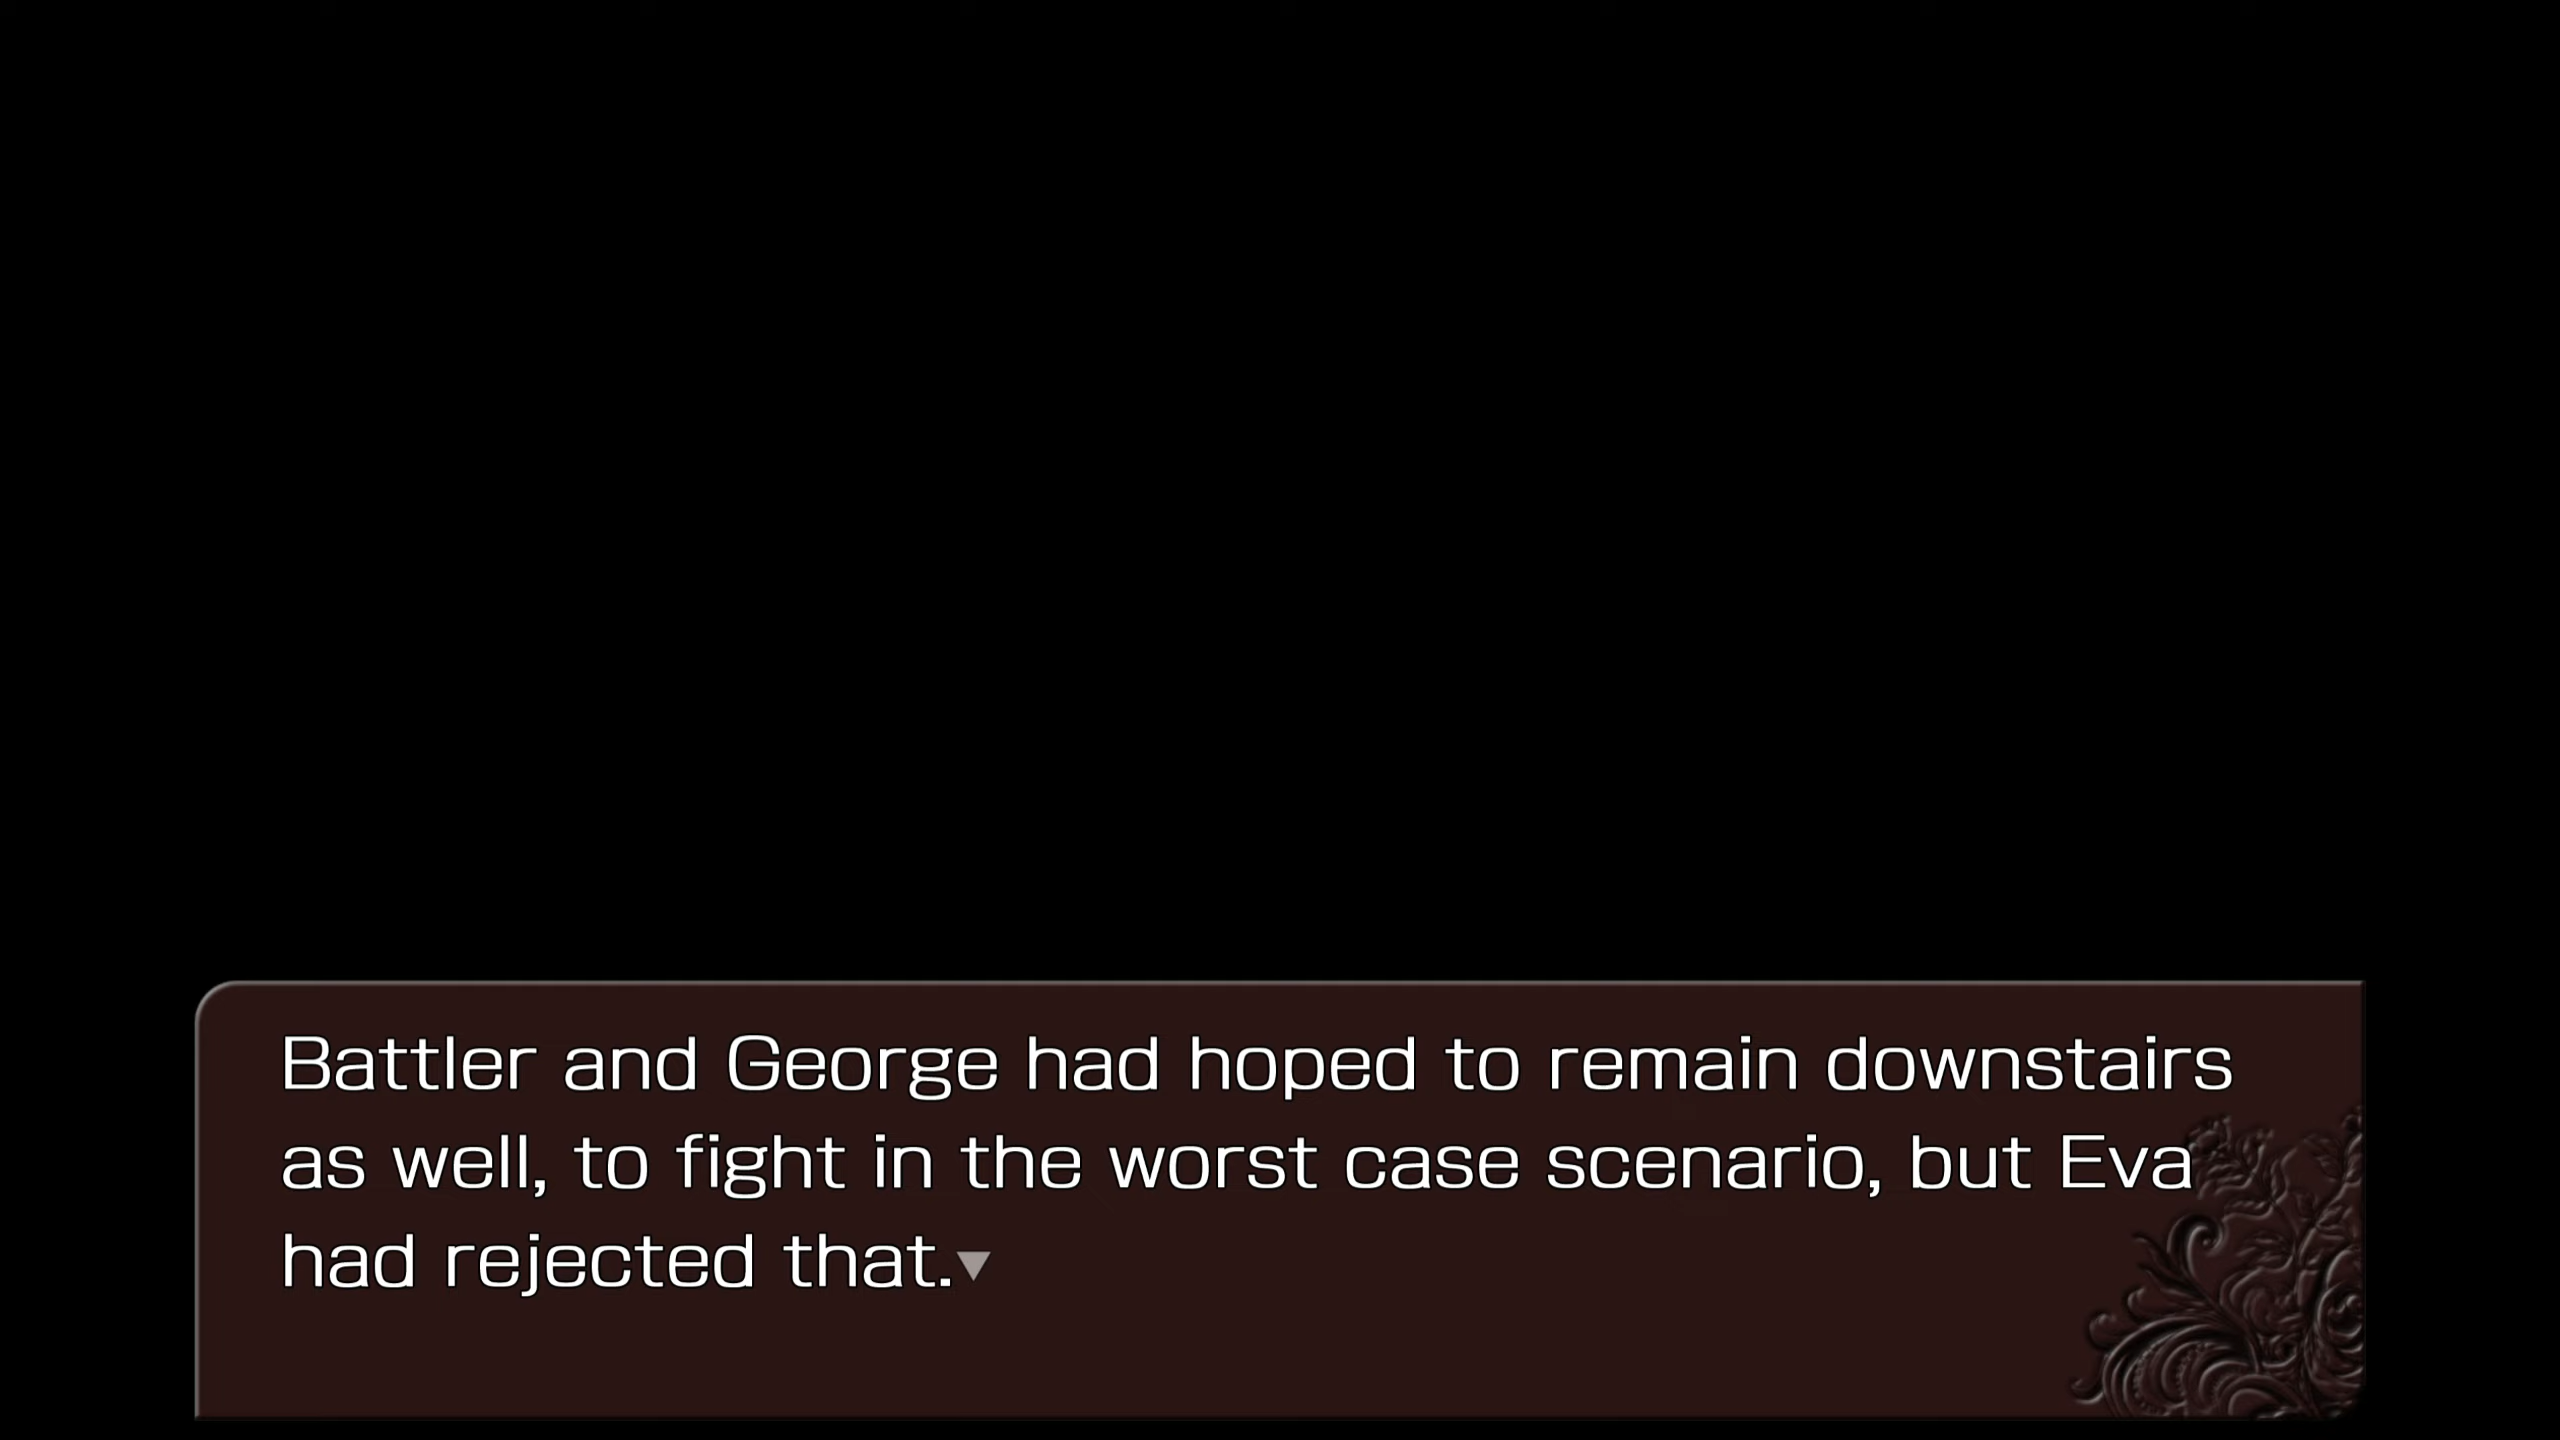 Battler and George had hoped to remain downstairs
as well, to fight in the worst case scenario, but Eva
had rejected that.